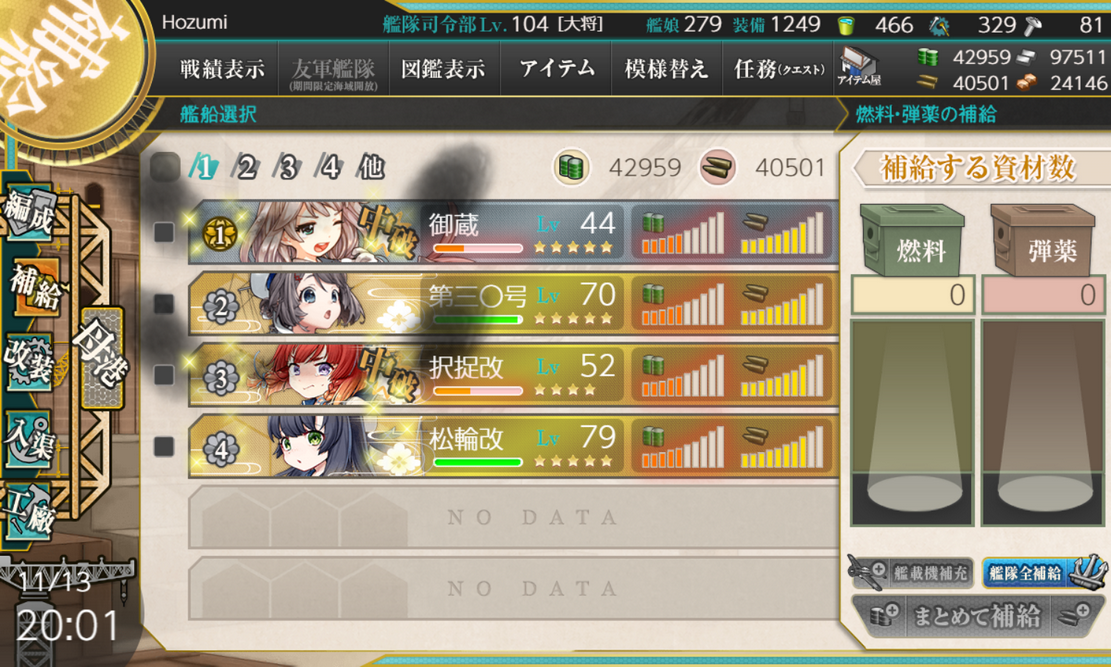 補給
Hozumi
艦隊司令部Lv.104 [大将]
艦娘 279 装備 1249 466 329 81
戦績表示
友軍艦隊
(期間限定海域開放)
図鑑表示
アイテム
模様替え
任務(クエスト)
アイテム屋
42959 97511
40501 24146
艦船選択
燃料・弾薬の補給
1 2 3 4 他
42959 40501
補給する資材数
編成
補給
改装
入渠
工廠
母港
1 中破 御蔵 Lv 44
2 第三〇号 Lv 70
3 中破 択捉改 Lv 52
4 松輪改 Lv 79
NO DATA
NO DATA
燃料
弾薬
0
0
艦載機補充
艦隊全補給
まとめて補給
11/13
20:01